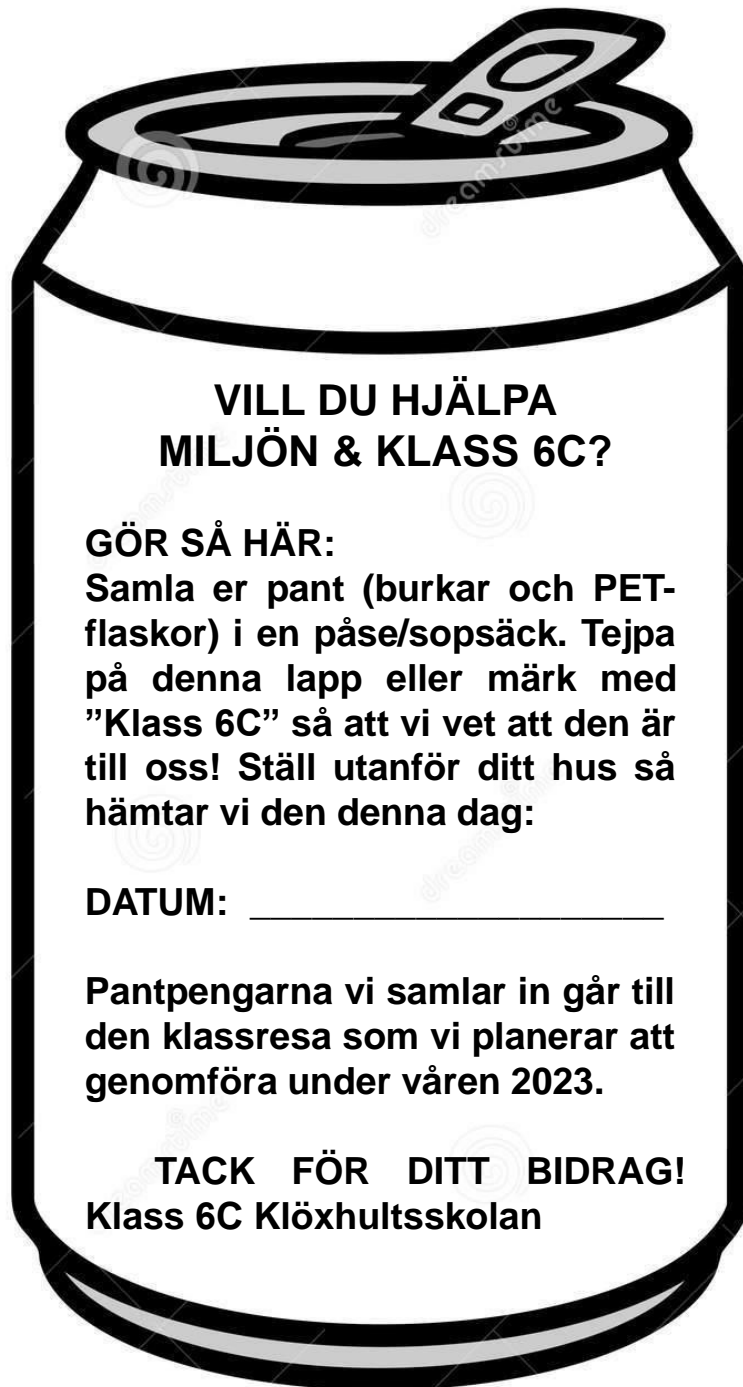 dreamstime
VILL DU HJÄLPA
MILJÖN & KLASS 6C?
GÖR SÅ HÄR:
Samla er pant (burkar och PET-
flaskor) i en påse/sopsäck. Tejpa
på denna lapp eller märk med
”Klass 6C” så att vi vet att den är
till oss! Ställ utanför ditt hus så
hämtar vi den denna dag:
DATUM: ____________________
Pantpengarna vi samlar in går till
den klassresa som vi planerar att
genomföra under våren 2023.
TACK FÖR DITT BIDRAG!
Klass 6C Klöxhultsskolan